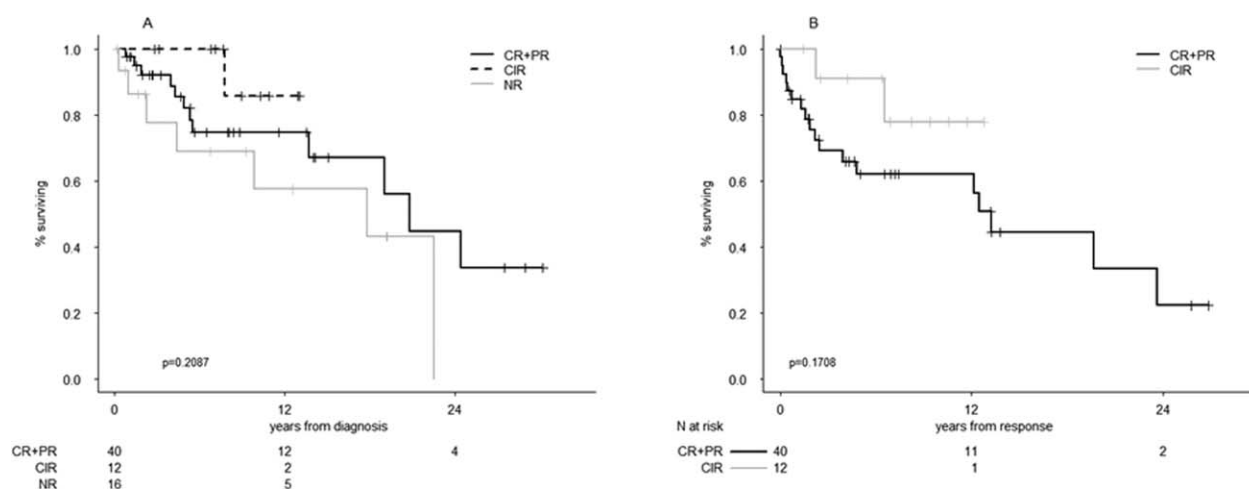 A
1.0
0.8
0.6
0.4
0.2
0.0
% surviving
CR+PR
CIR
NR
p=0.2087
0 12 24
years from diagnosis
CR+PR 40 12 4
CIR 12 2
NR 16 5
B
1.0
0.8
0.6
0.4
0.2
0.0
% surviving
CR+PR
CIR
p=0.1708
0 12 24
N at risk years from response
CR+PR 40 11 2
CIR 12 1